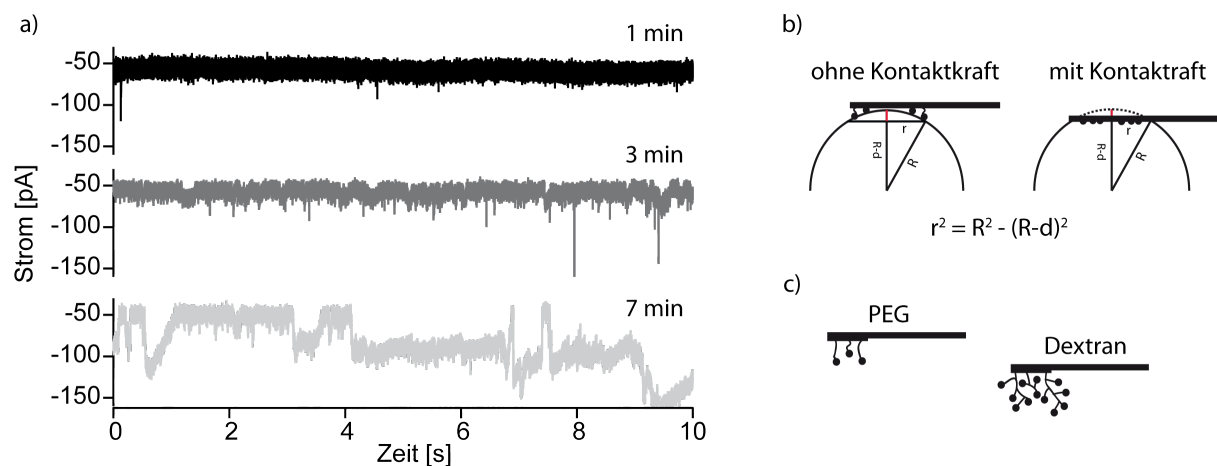 a)
1 min
-50
-100
-150
3 min
-50
-100
-150
7 min
-50
-100
-150
Strom [pA]
0 2 4 6 8 10
Zeit [s]
b)
ohne Kontaktkraft
mit Kontaktraft
r
R-d
R
r
R-d
R
r² = R² - (R-d)²
c)
PEG
Dextran